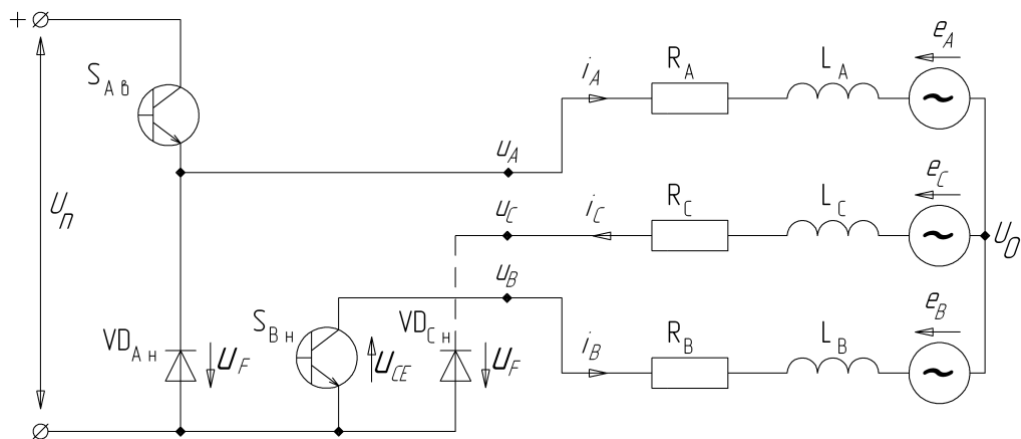 +
S_Aв
i_A
R_A
L_A
e_A
u_A
U_п
u_C
i_C
R_C
L_C
e_C
U_0
u_B
VD_Aн
U_F
S_Bн
U_CE
VD_Cн
U_F
i_B
R_B
L_B
e_B